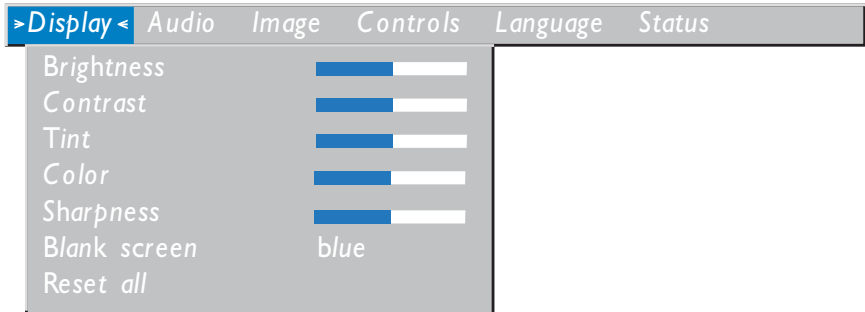 >Display< Audio Image Controls Language Status
Brightness
Contrast
Tint
Color
Sharpness
Blank screen blue
Reset all